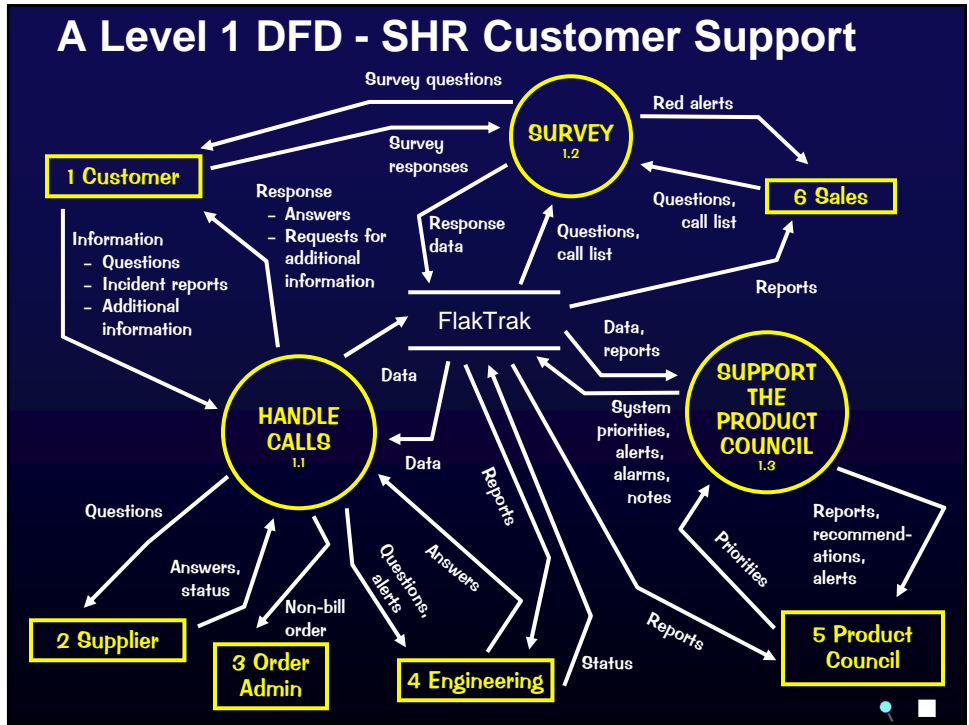 A Level 1 DFD - SHR Customer Support
Survey questions
SURVEY
1.2
Red alerts
Survey
responses
1 Customer
6 Sales
Response
– Answers
– Requests for
additional
information
Questions,
call list
Response
data
Questions,
call list
Information
– Questions
– Incident reports
– Additional
information
Reports
FlakTrak
Data,
reports
Data
SUPPORT
THE
PRODUCT
COUNCIL
1.3
HANDLE
CALLS
1.1
System
priorities,
alerts,
alarms,
notes
Data
Reports
Questions
Reports,
recommend-
ations,
alerts
Priorities
Answers,
status
Questions,
alerts
Answers
Non-bill
order
2 Supplier
3 Order
Admin
4 Engineering
Status
Reports
5 Product
Council